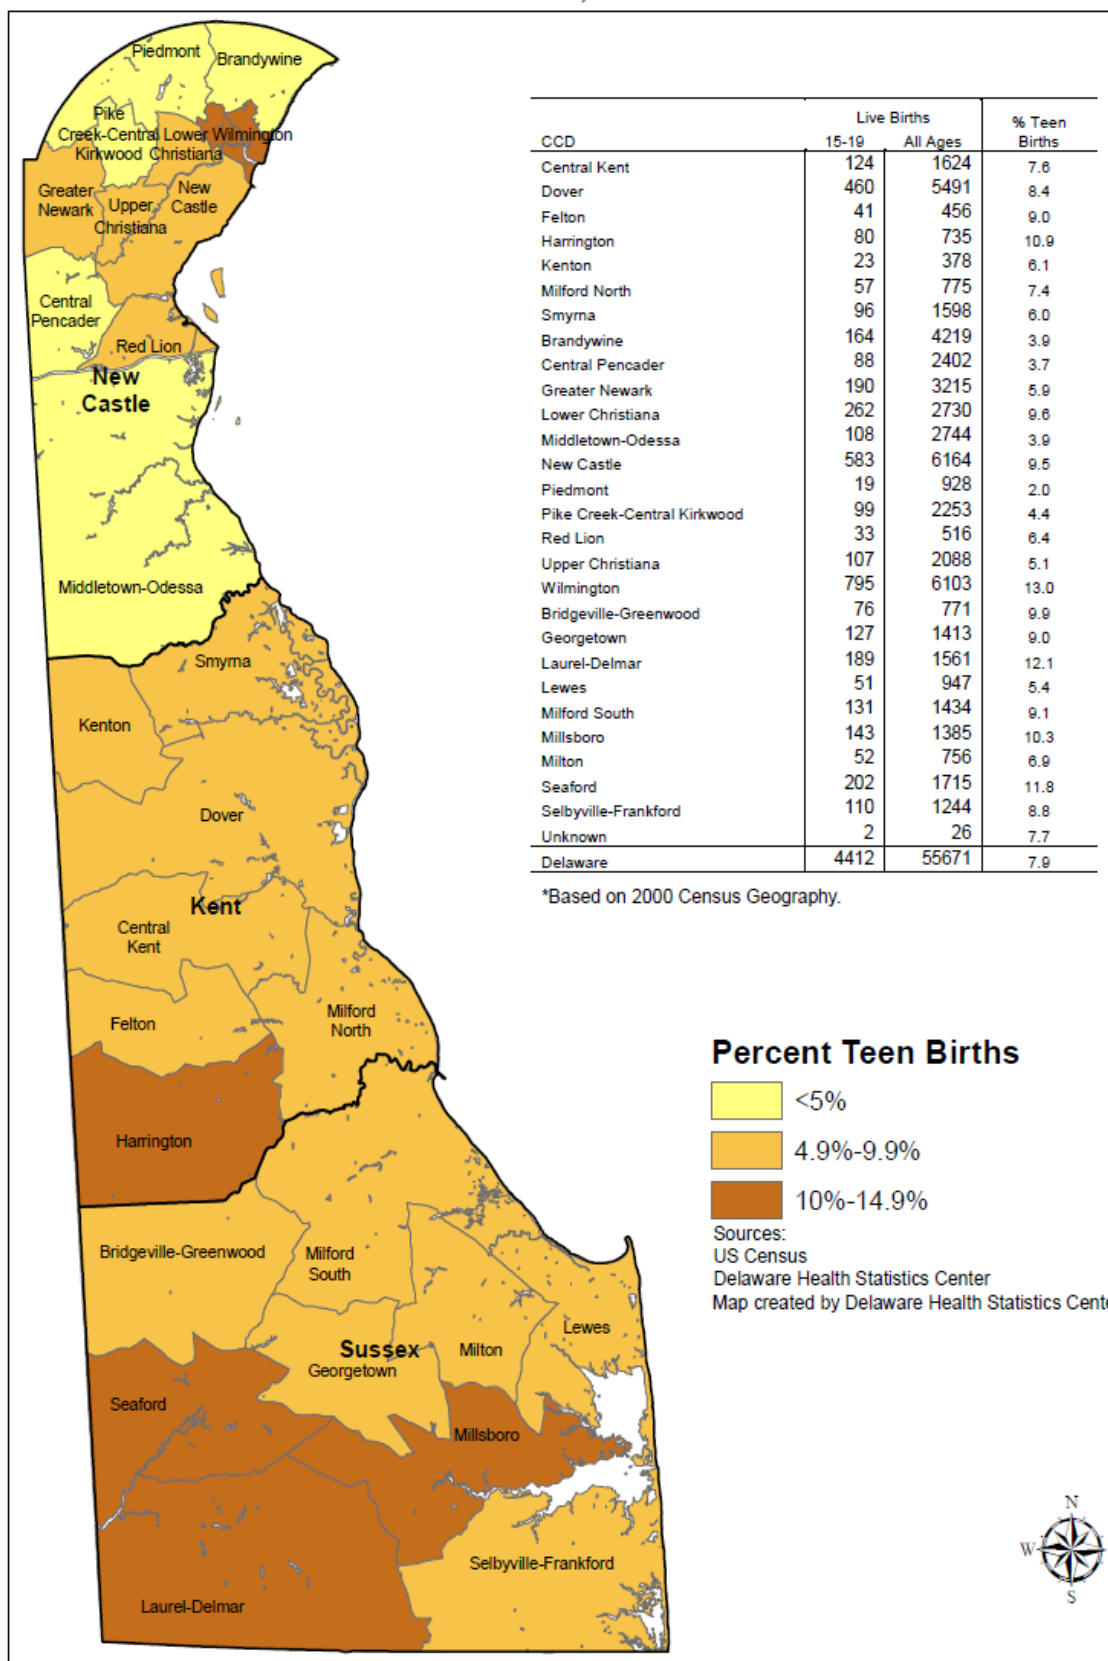 Piedmont
Brandywine
Pike
Creek-Central
Kirkwood
Lower
Christiana
Wilmington
Greater
Newark
Upper
Christiana
New
Castle
Central
Pencader
Red Lion
New
Castle
Middletown-Odessa
Smyrna
Kenton
Dover
Kent
Central
Kent
Felton
Milford
North
Harrington
Bridgeville-Greenwood
Milford
South
Lewes
Sussex
Milton
Georgetown
Seaford
Millsboro
Selbyville-Frankford
Laurel-Delmar
Live Births % Teen
CCD 15-19 All Ages Births
Central Kent 124 1624 7.6
Dover 460 5491 8.4
Felton 41 456 9.0
Harrington 80 735 10.9
Kenton 23 378 6.1
Milford North 57 775 7.4
Smyrna 96 1598 6.0
Brandywine 164 4219 3.9
Central Pencader 88 2402 3.7
Greater Newark 190 3215 5.9
Lower Christiana 262 2730 9.6
Middletown-Odessa 108 2744 3.9
New Castle 583 6164 9.5
Piedmont 19 928 2.0
Pike Creek-Central Kirkwood 99 2253 4.4
Red Lion 33 516 6.4
Upper Christiana 107 2088 5.1
Wilmington 795 6103 13.0
Bridgeville-Greenwood 76 771 9.9
Georgetown 127 1413 9.0
Laurel-Delmar 189 1561 12.1
Lewes 51 947 5.4
Milford South 131 1434 9.1
Millsboro 143 1385 10.3
Milton 52 756 6.9
Seaford 202 1715 11.8
Selbyville-Frankford 110 1244 8.8
Unknown 2 26 7.7
Delaware 4412 55671 7.9
*Based on 2000 Census Geography.
Percent Teen Births
<5%
4.9%-9.9%
10%-14.9%
Sources:
US Census
Delaware Health Statistics Center
Map created by Delaware Health Statistics Cente
N
W
S